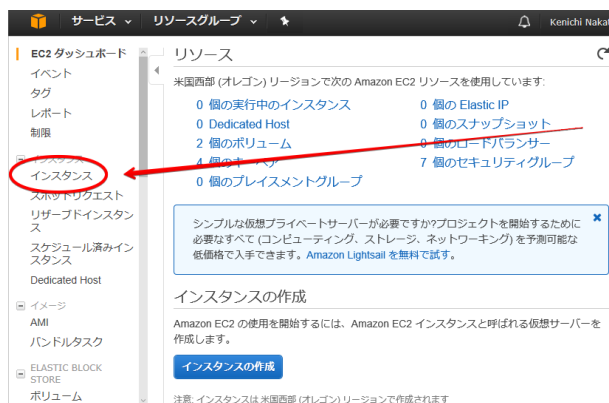 サービス リソースグループ Kenichi Nakat
EC2 ダッシュボード
イベント
タグ
レポート
制限
インスタンス
インスタンス
スポットリクエスト
リザーブドインスタン
ス
スケジュール済みイン
スタンス
Dedicated Host
イメージ
AMI
バンドルタスク
ELASTIC BLOCK
STORE
ボリューム
リソース
米国西部 (オレゴン) リージョンで次の Amazon EC2 リソースを使用しています:
0 個の実行中のインスタンス 0 個の Elastic IP
0 Dedicated Host 0 個のスナップショット
2 個のボリューム 0 個のロードバランサー
4 個のキーペア 7 個のセキュリティグループ
0 個のプレイスメントグループ
シンプルな仮想プライベートサーバーが必要ですか?プロジェクトを開始するために
必要なすべて (コンピューティング、ストレージ、ネットワーキング) を予測可能な
低価格で入手できます。Amazon Lightsail を無料で試す。
インスタンスの作成
Amazon EC2 の使用を開始するには、Amazon EC2 インスタンスと呼ばれる仮想サーバーを
作成します。
インスタンスの作成
注意: インスタンスは 米国西部 (オレゴン) リージョンで作成されます